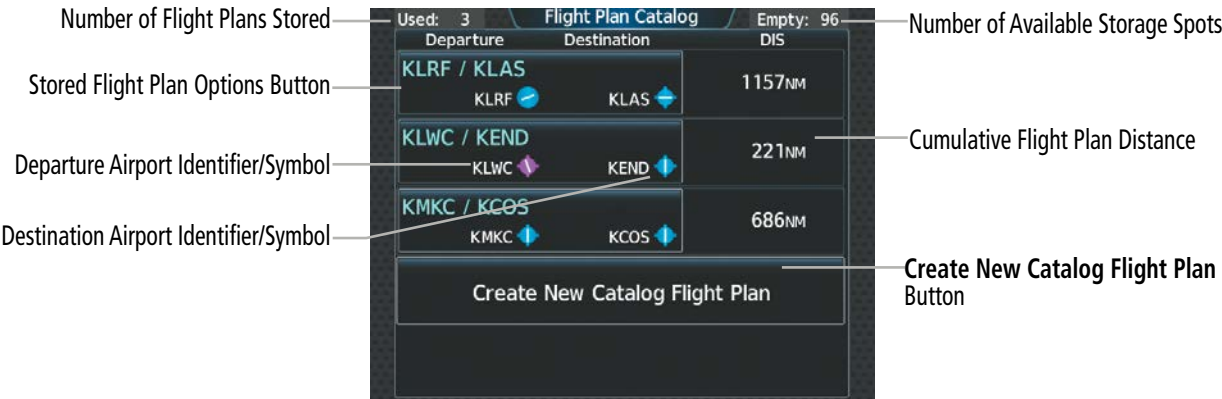 Number of Flight Plans Stored
Used: 3
Flight Plan Catalog
Empty: 96
Number of Available Storage Spots
Departure
Destination
DIS
Stored Flight Plan Options Button
KLRF / KLAS
KLRF
KLAS
1157NM
Departure Airport Identifier/Symbol
KLWC / KEND
KLWC
KEND
221NM
Cumulative Flight Plan Distance
Destination Airport Identifier/Symbol
KMKC / KCOS
KMKC
KCOS
686NM
Create New Catalog Flight Plan
Create New Catalog Flight Plan
Button